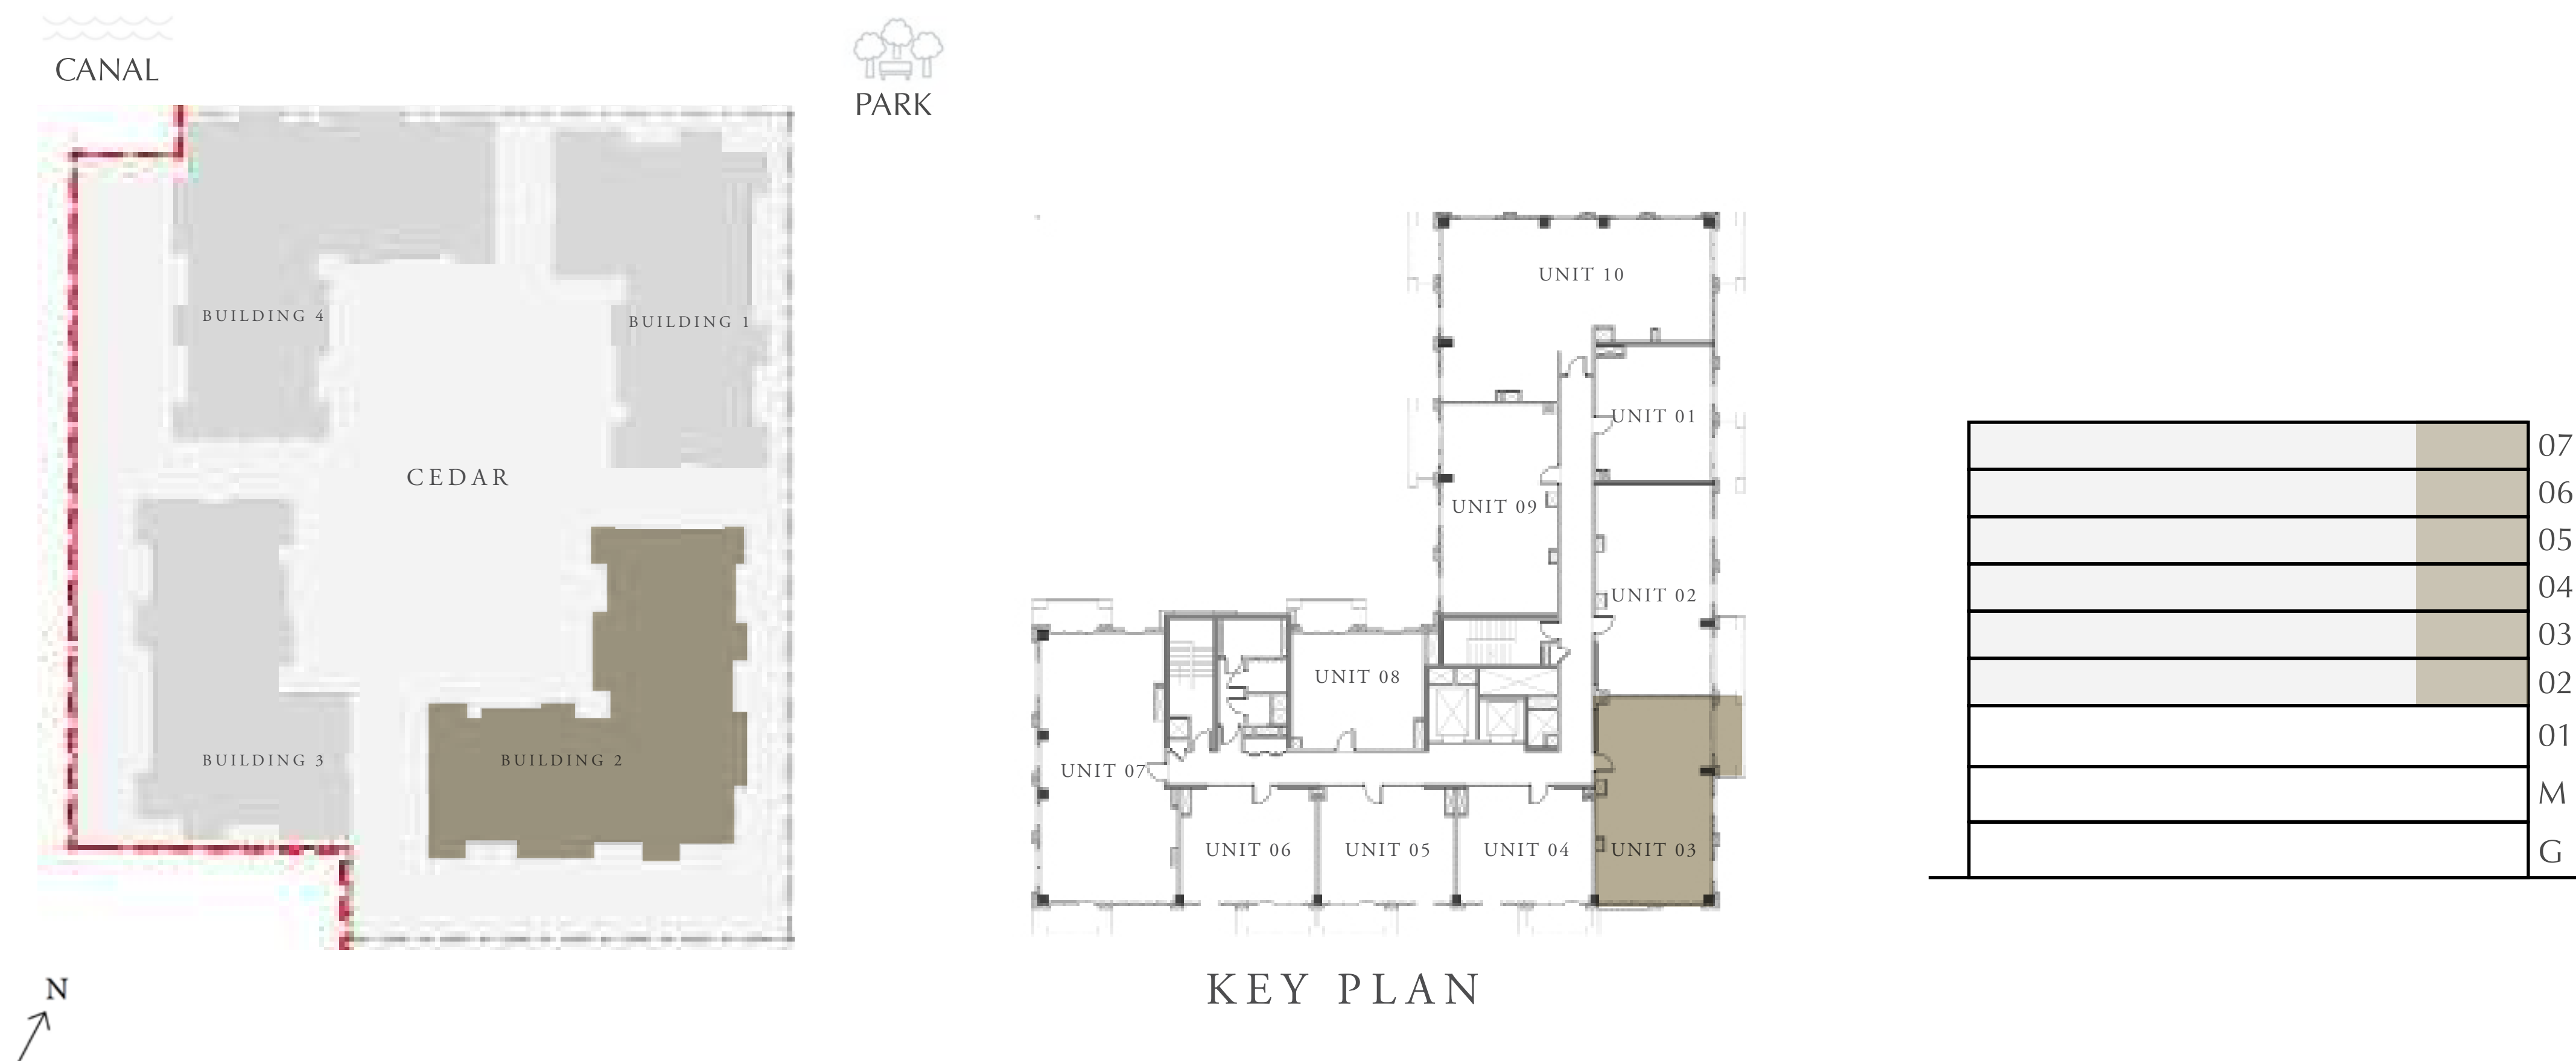 CANAL
PARK
BUILDING 4
BUILDING 1
CEDAR
BUILDING 3
BUILDING 2
N
UNIT 10
UNIT 01
UNIT 09
UNIT 02
UNIT 08
UNIT 07
UNIT 06
UNIT 05
UNIT 04
UNIT 03
KEY PLAN
07
06
05
04
03
02
01
M
G